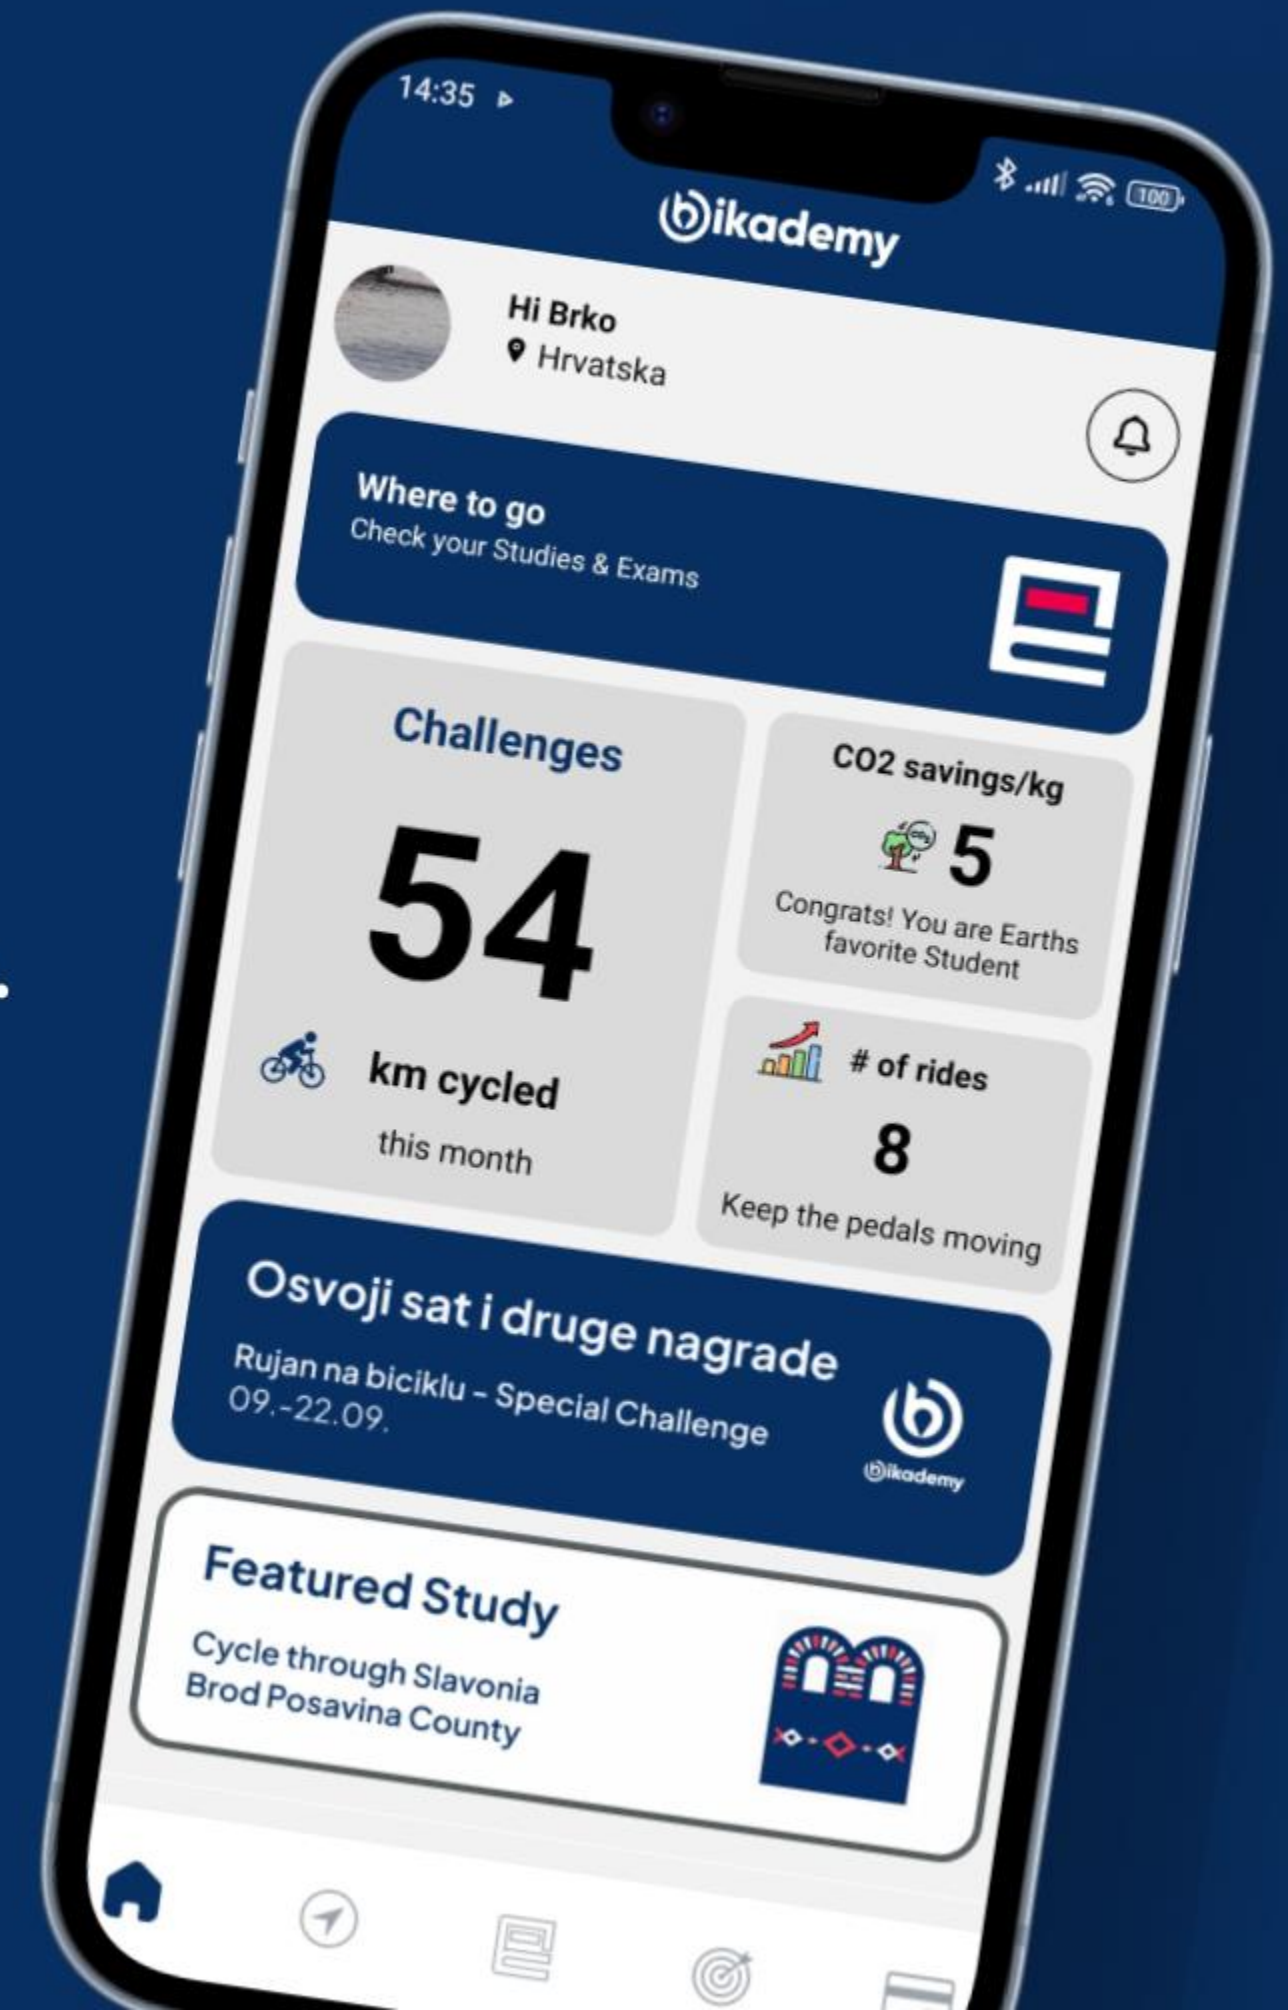 14:35
100
bikademy
Hi Brko
Hrvatska
Where to go
Check your Studies & Exams
Challenges
54
km cycled
this month
CO2 savings/kg
5
Congrats! You are Earths
favorite Student
# of rides
8
Keep the pedals moving
Osvoji sat i druge nagrade
Rujan na biciklu - Special Challenge
09.-22.09.
bikademy
Featured Study
Cycle through Slavonia
Brod Posavina County